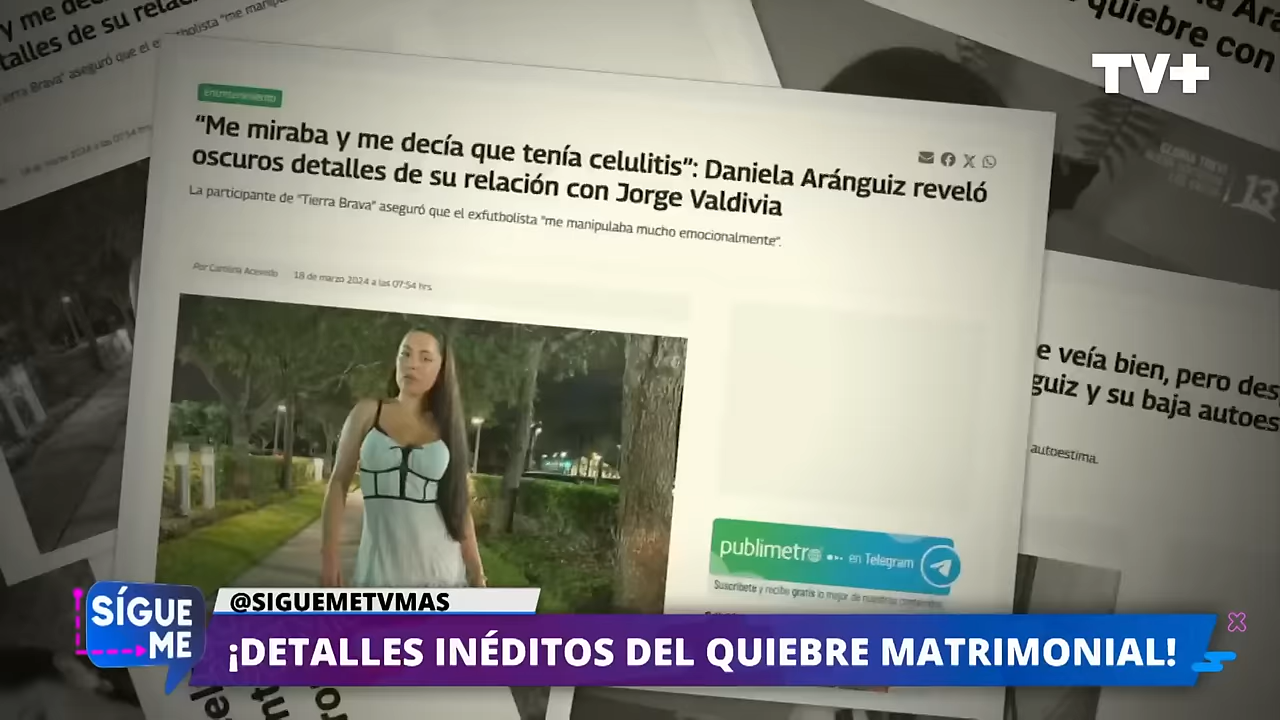 y me de
talles de su rela
TV+
quiebre con
Entretenimiento
“Me miraba y me decía que tenía celulitis”: Daniela Aránguiz reveló
oscuros detalles de su relación con Jorge Valdivia
La participante de “Tierra Brava” aseguró que el exfutbolista “me manipulaba mucho emocionalmente”.
Por Carolina Acevedo 18 de marzo 2024 a las 07:54 hrs
13
e veía bien, pero des
guiz y su baja autoes
autoestima.
publimetro en Telegram
Suscríbete y recibe gratis lo mejor de nuestros contenidos
SÍGUE
ME
@SIGUEMETVMAS
¡DETALLES INÉDITOS DEL QUIEBRE MATRIMONIAL!